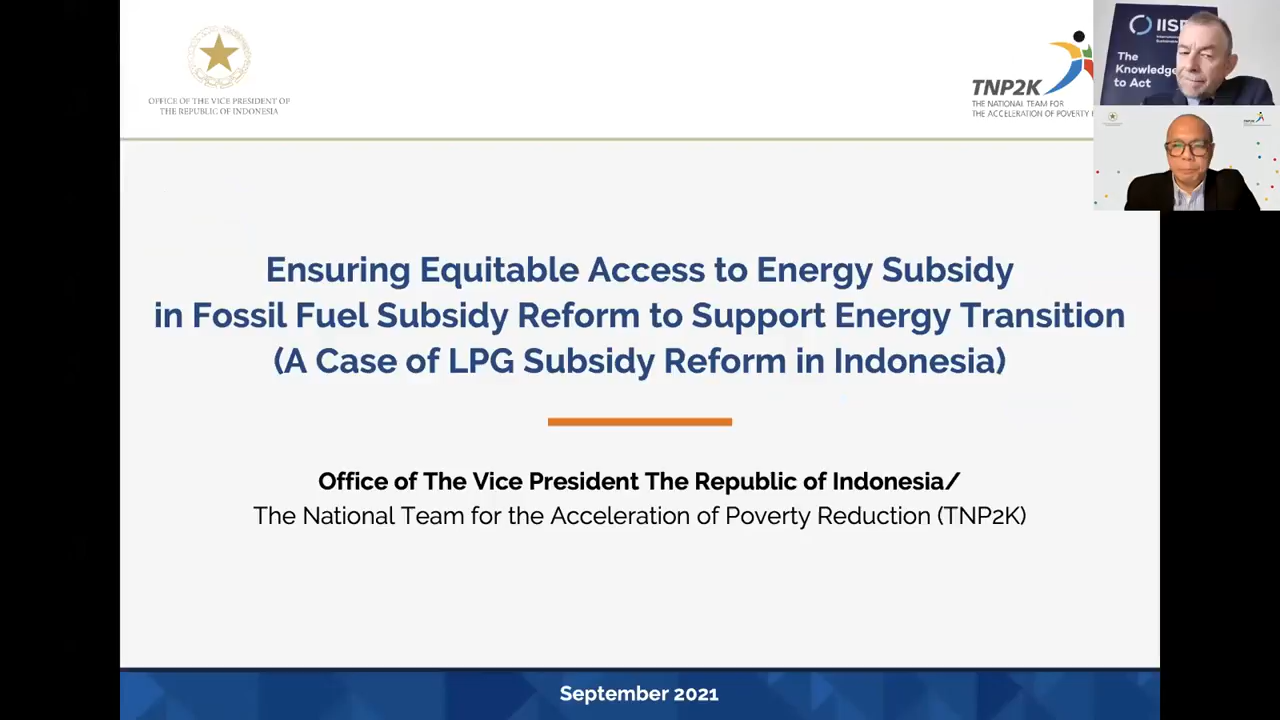 OFFICE OF THE VICE PRESIDENT OF
THE REPUBLIC OF INDONESIA
TNP2K
THE NATIONAL TEAM FOR
THE ACCELERATION OF POVERTY
The
Knowledge
to Act
Ensuring Equitable Access to Energy Subsidy
in Fossil Fuel Subsidy Reform to Support Energy Transition
(A Case of LPG Subsidy Reform in Indonesia)
Office of The Vice President The Republic of Indonesia/
The National Team for the Acceleration of Poverty Reduction (TNP2K)
September 2021